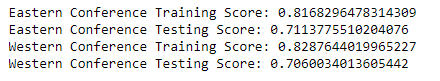 Eastern Conference Training Score: 0.8168296478314309
Eastern Conference Testing Score: 0.7113775510204076
Western Conference Training Score: 0.8287644019965227
Western Conference Testing Score: 0.7060034013605442